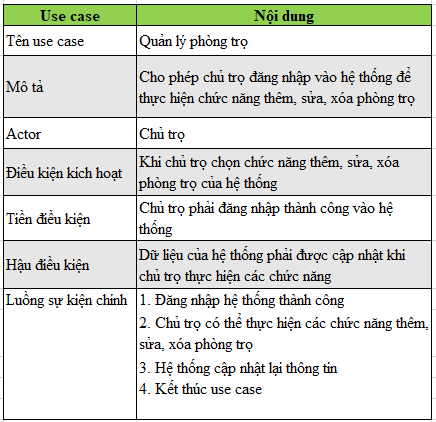 Use case Nội dung
Tên use case Quản lý phòng trọ
Mô tả Cho phép chủ trọ đăng nhập vào hệ thống để
thực hiện chức năng thêm, sửa, xóa phòng trọ
Actor Chủ trọ
Điều kiện kich hoạt Khi chủ trọ chọn chức năng thêm, sửa, xóa
phòng trọ của hệ thống
Tiền điều kiện Chủ trọ phải đăng nhập thành công vào hệ
thống
Hậu điều kiện Dữ liệu của hệ thống phải được cập nhật khi
chủ trọ thực hiện các chức năng
Luồng sự kiện chính 1. Đăng nhập hệ thống thành công
2. Chủ trọ có thể thực hiện các chức năng thêm,
sửa, xóa phòng trọ
3. Hệ thống cập nhật lại thông tin
4. Kết thúc use case